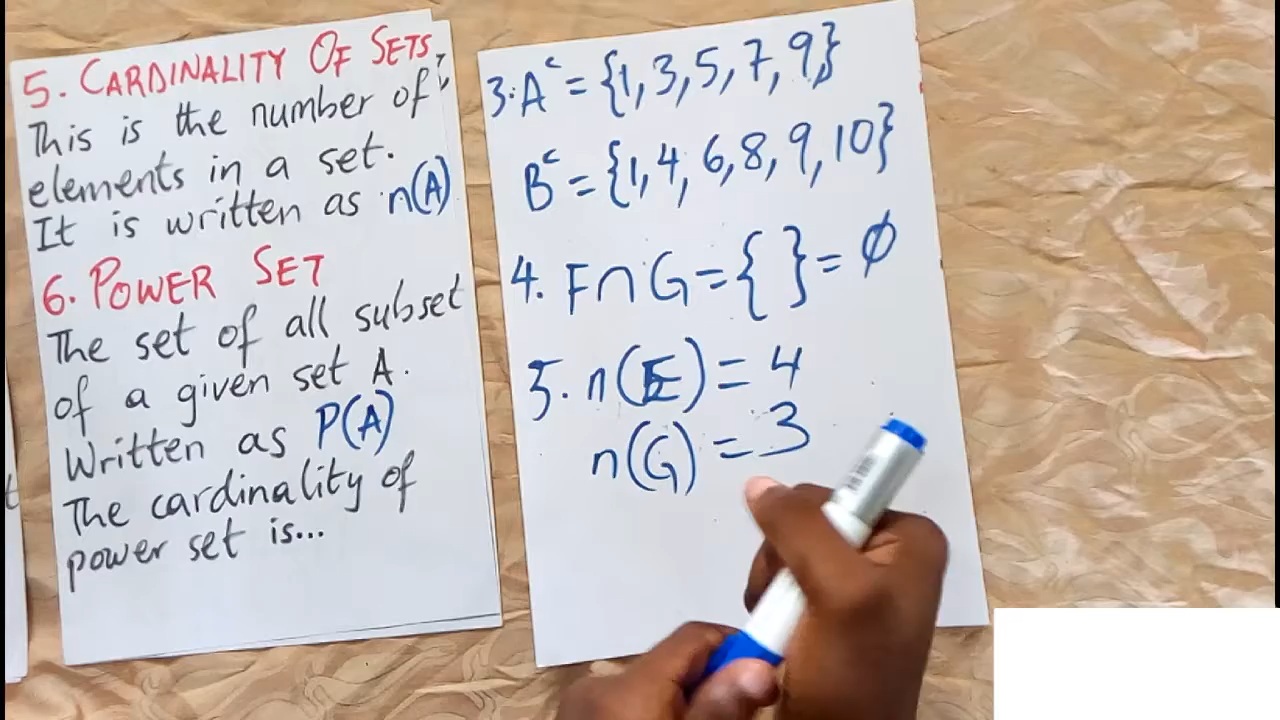 5. CARDINALITY OF SETS
This is the number of
elements in a set.
It is written as n(A)
6. POWER SET
The set of all subset
of a given set A.
Written as P(A)
The cardinality of
power set is...
3. Aᶜ = {1, 3, 5, 7, 9}
Bᶜ = {1, 4, 6, 8, 9, 10}
4. F∩G = { } = ∅
5. n(E) = 4
n(G) = 3